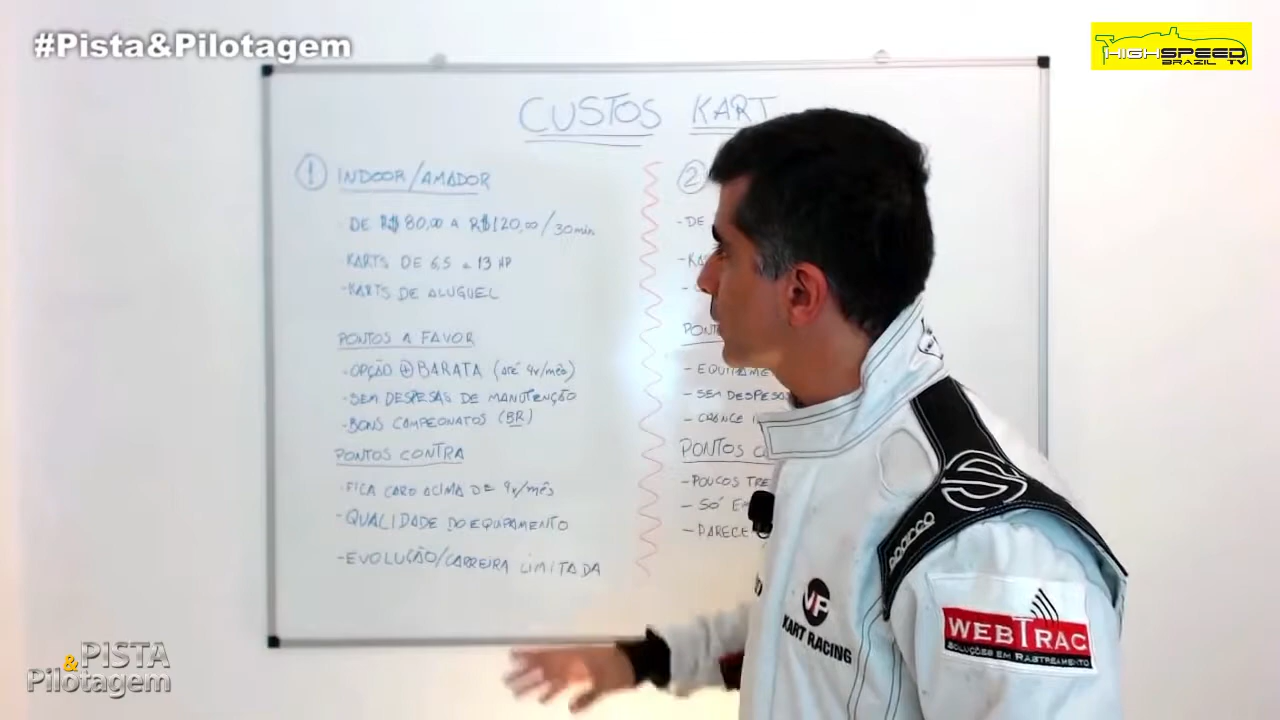 #Pista&Pilotagem
HIGHSPEED
BRAZIL TV
CUSTOS KART
1 INDOOR/AMADOR
- DE R$ 80,00 A R$ 120,00/30min
- KARTS DE 6,5 a 13 HP
- KARTS DE ALUGUEL
PONTOS A FAVOR
- OPÇÃO + BARATA (até 4v/mês)
- SEM DESPESAS DE MANUTENÇÃO
- BONS CAMPEONATOS (BR)
PONTOS CONTRA
- FICA CARO ACIMA DE 4v/mês
- QUALIDADE DO EQUIPAMENTO
- EVOLUÇÃO/CARREIRA LIMITADA
2
- DE
- KA
PONT
- EQUIPAME
- SEM DESPESA
- CHANCE
PONTOS C
- POUCOS TRE
- SÓ E
- PARECE
sparco
VP
KART RACING
WEBTRAC
SOLUÇÕES EM RASTREAMENTO
PISTA
& Pilotagem